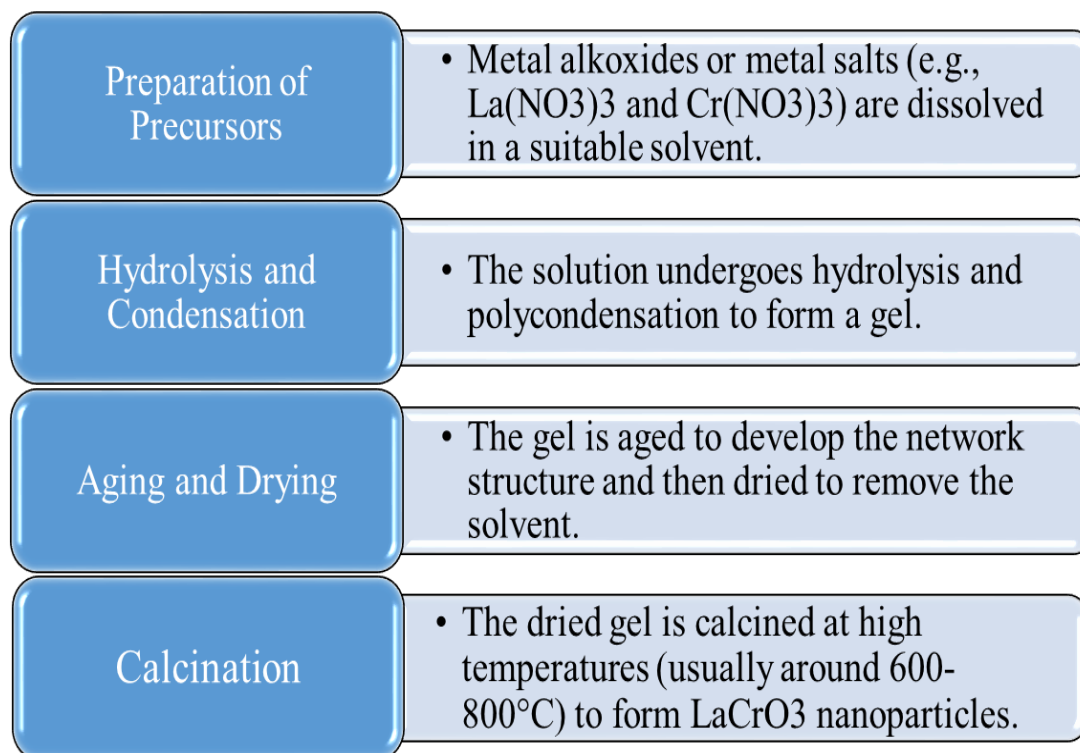 Preparation of
Precursors
• Metal alkoxides or metal salts (e.g.,
La(NO3)3 and Cr(NO3)3) are dissolved
in a suitable solvent.
Hydrolysis and
Condensation
• The solution undergoes hydrolysis and
polycondensation to form a gel.
Aging and Drying
• The gel is aged to develop the network
structure and then dried to remove the
solvent.
Calcination
• The dried gel is calcined at high
temperatures (usually around 600-
800°C) to form LaCrO3 nanoparticles.